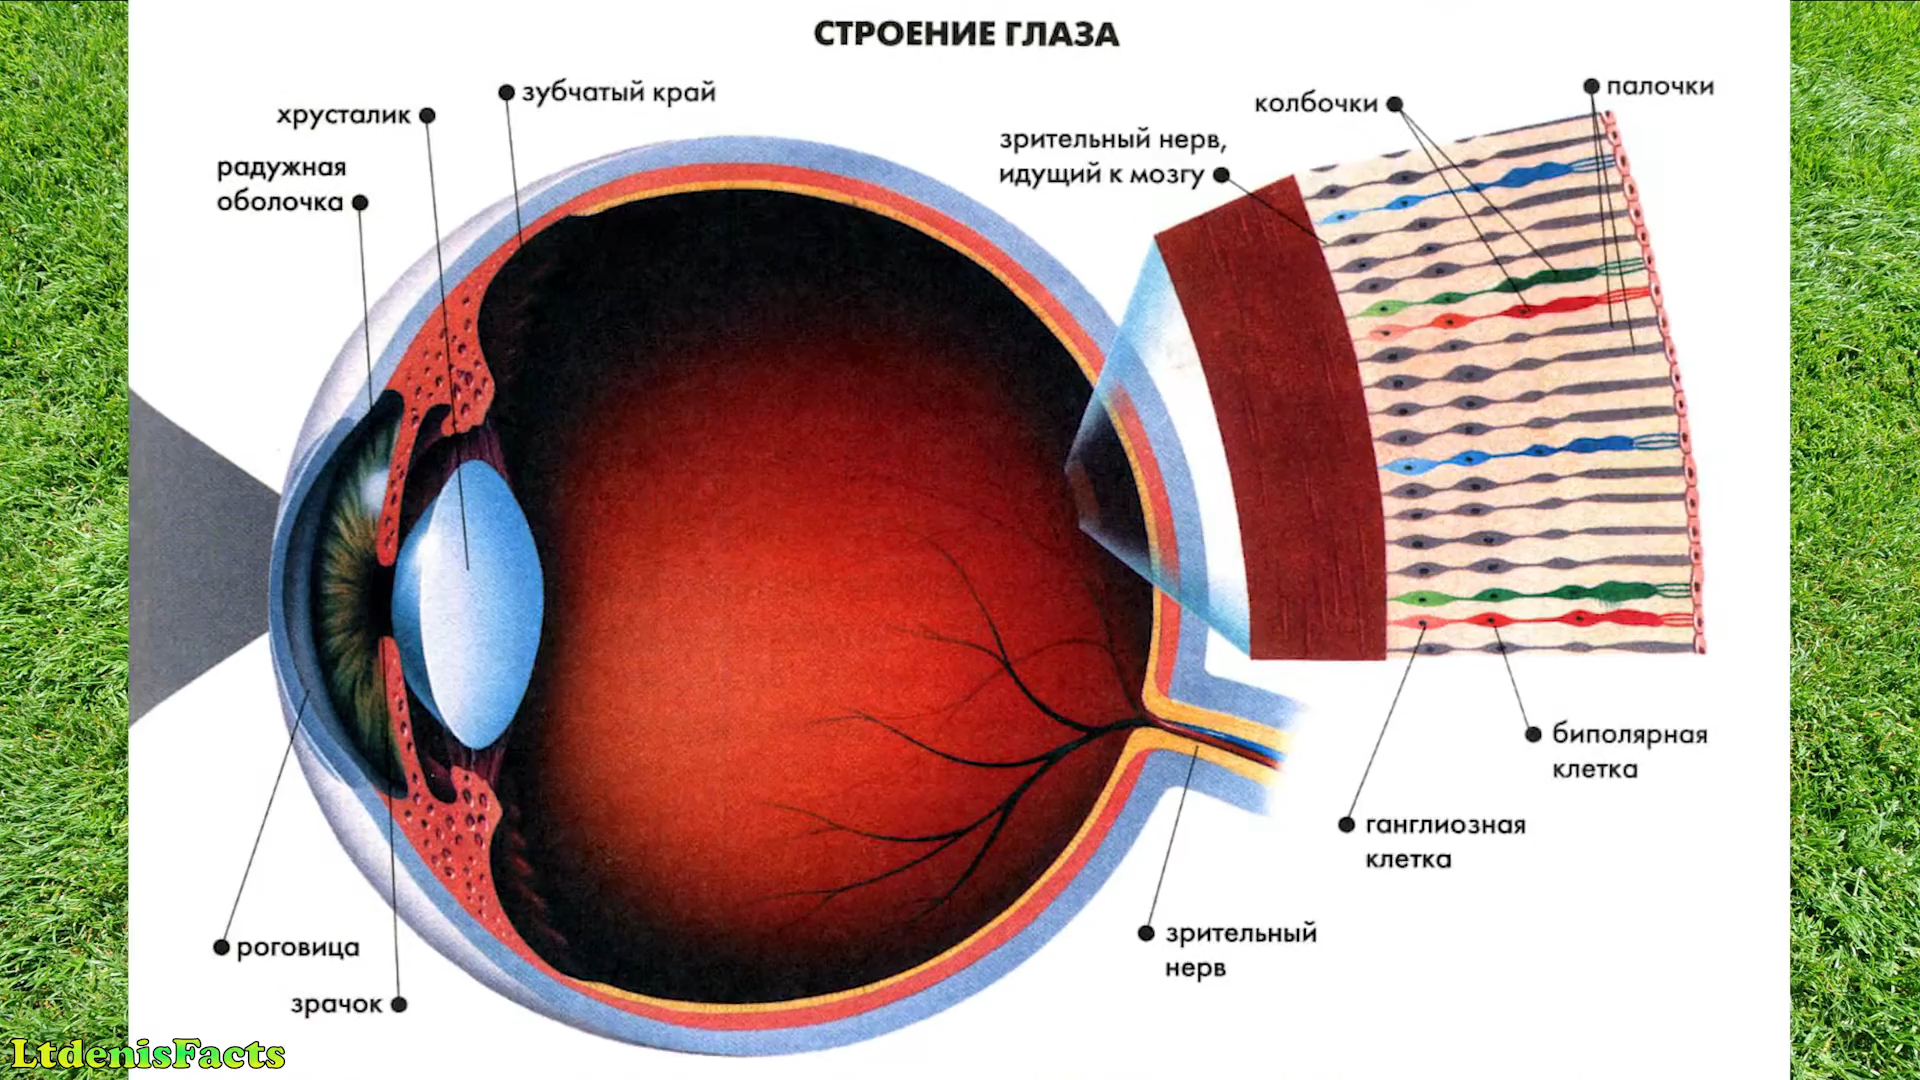 СТРОЕНИЕ ГЛАЗА
зубчатый край
хрусталик
радужная
оболочка
палочки
колбочки
зрительный нерв,
идущий к мозгу
биполярная
клетка
ганглиозная
клетка
зрительный
нерв
роговица
зрачок
LtdenisFacts